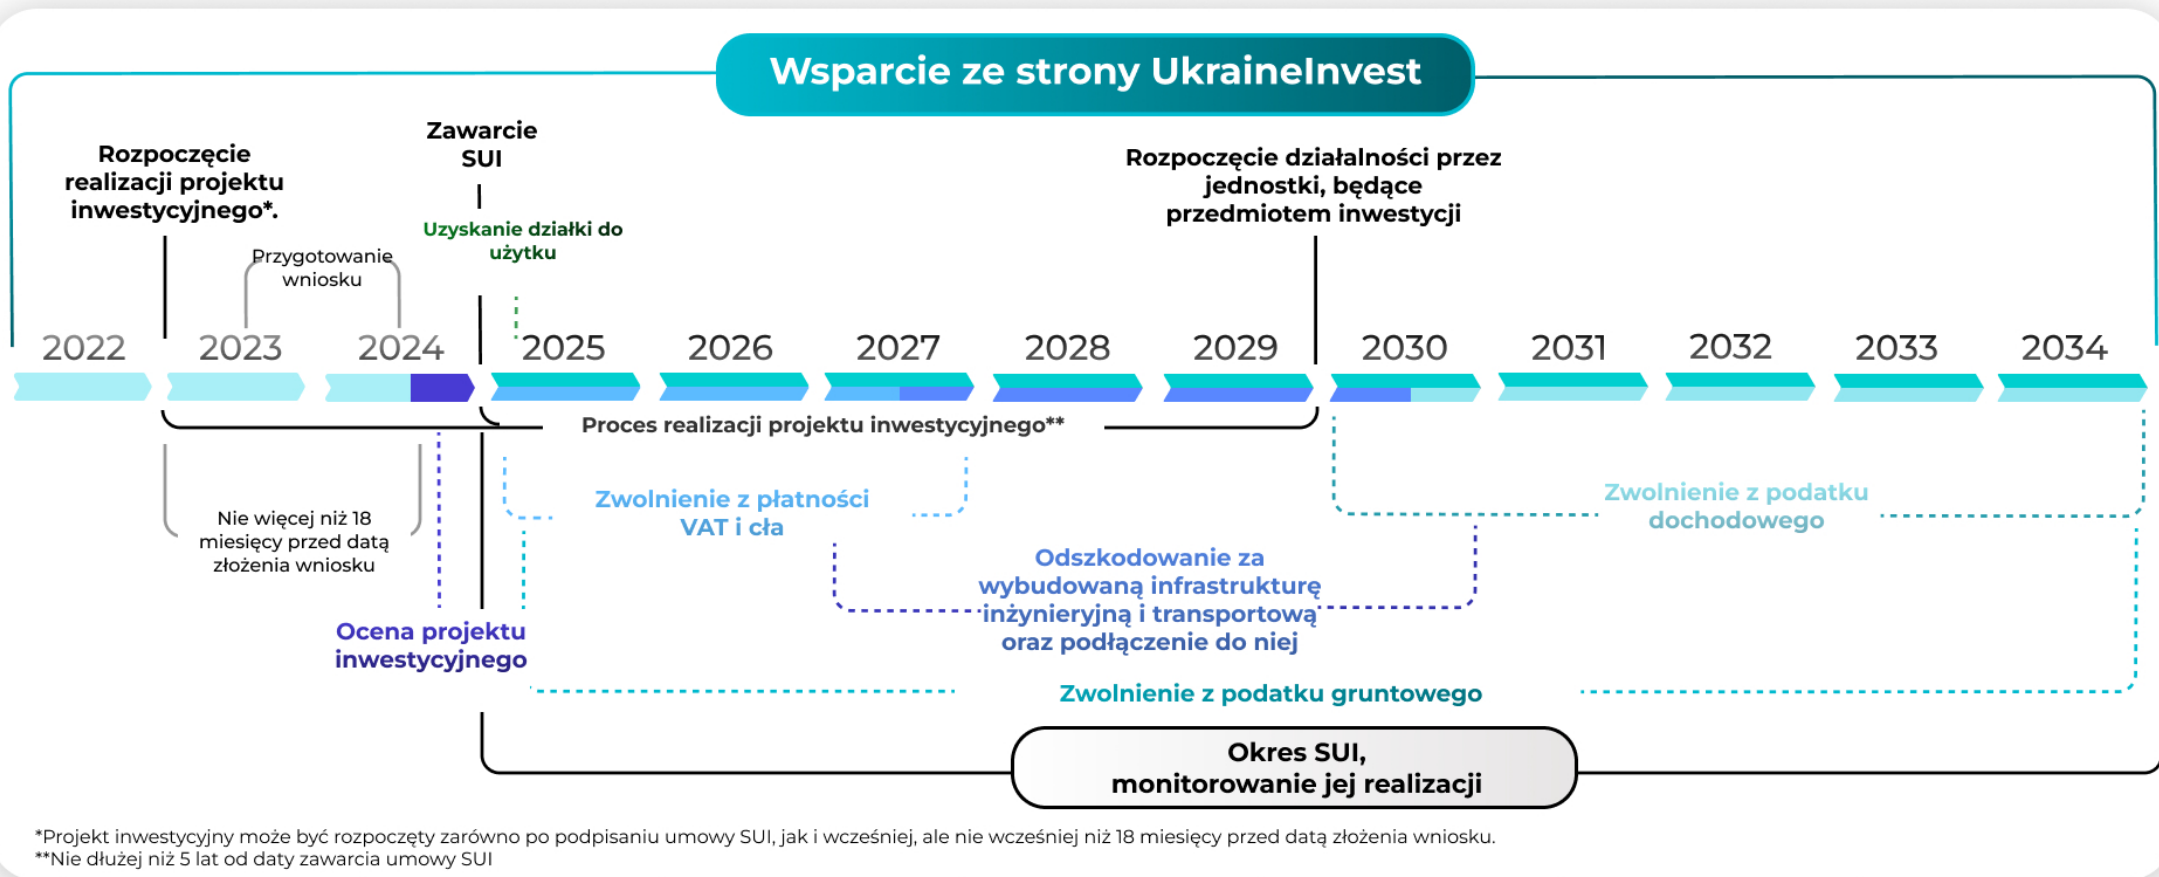 Wsparcie ze strony UkraineInvest
Rozpoczęcie
realizacji projektu
inwestycyjnego*.
Przygotowanie
wniosku
Zawarcie
SUI
Uzyskanie działki do
użytku
Rozpoczęcie działalności przez
jednostki, będące
przedmiotem inwestycji
2022
2023
2024
2025
2026
2027
2028
2029
2030
2031
2032
2033
2034
Proces realizacji projektu inwestycyjnego**
Nie więcej niż 18
miesięcy przed datą
złożenia wniosku
Zwolnienie z płatności
VAT i cła
Zwolnienie z podatku
dochodowego
Odszkodowanie za
wybudowaną infrastrukturę
inżynieryjną i transportową
oraz podłączenie do niej
Ocena projektu
inwestycyjnego
Zwolnienie z podatku gruntowego
Okres SUI,
monitorowanie jej realizacji
*Projekt inwestycyjny może być rozpoczęty zarówno po podpisaniu umowy SUI, jak i wcześniej, ale nie wcześniej niż 18 miesięcy przed datą złożenia wniosku.
**Nie dłużej niż 5 lat od daty zawarcia umowy SUI